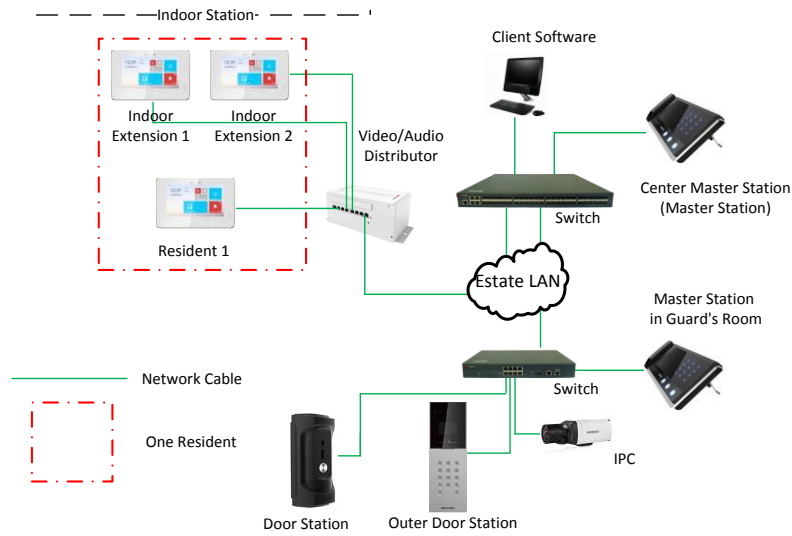 Indoor Station
Client Software
Indoor
Extension 1
Indoor
Extension 2
Video/Audio
Distributor
Center Master Station
(Master Station)
Switch
Resident 1
Estate LAN
Master Station
in Guard's Room
Network Cable
Switch
One Resident
IPC
Door Station
Outer Door Station